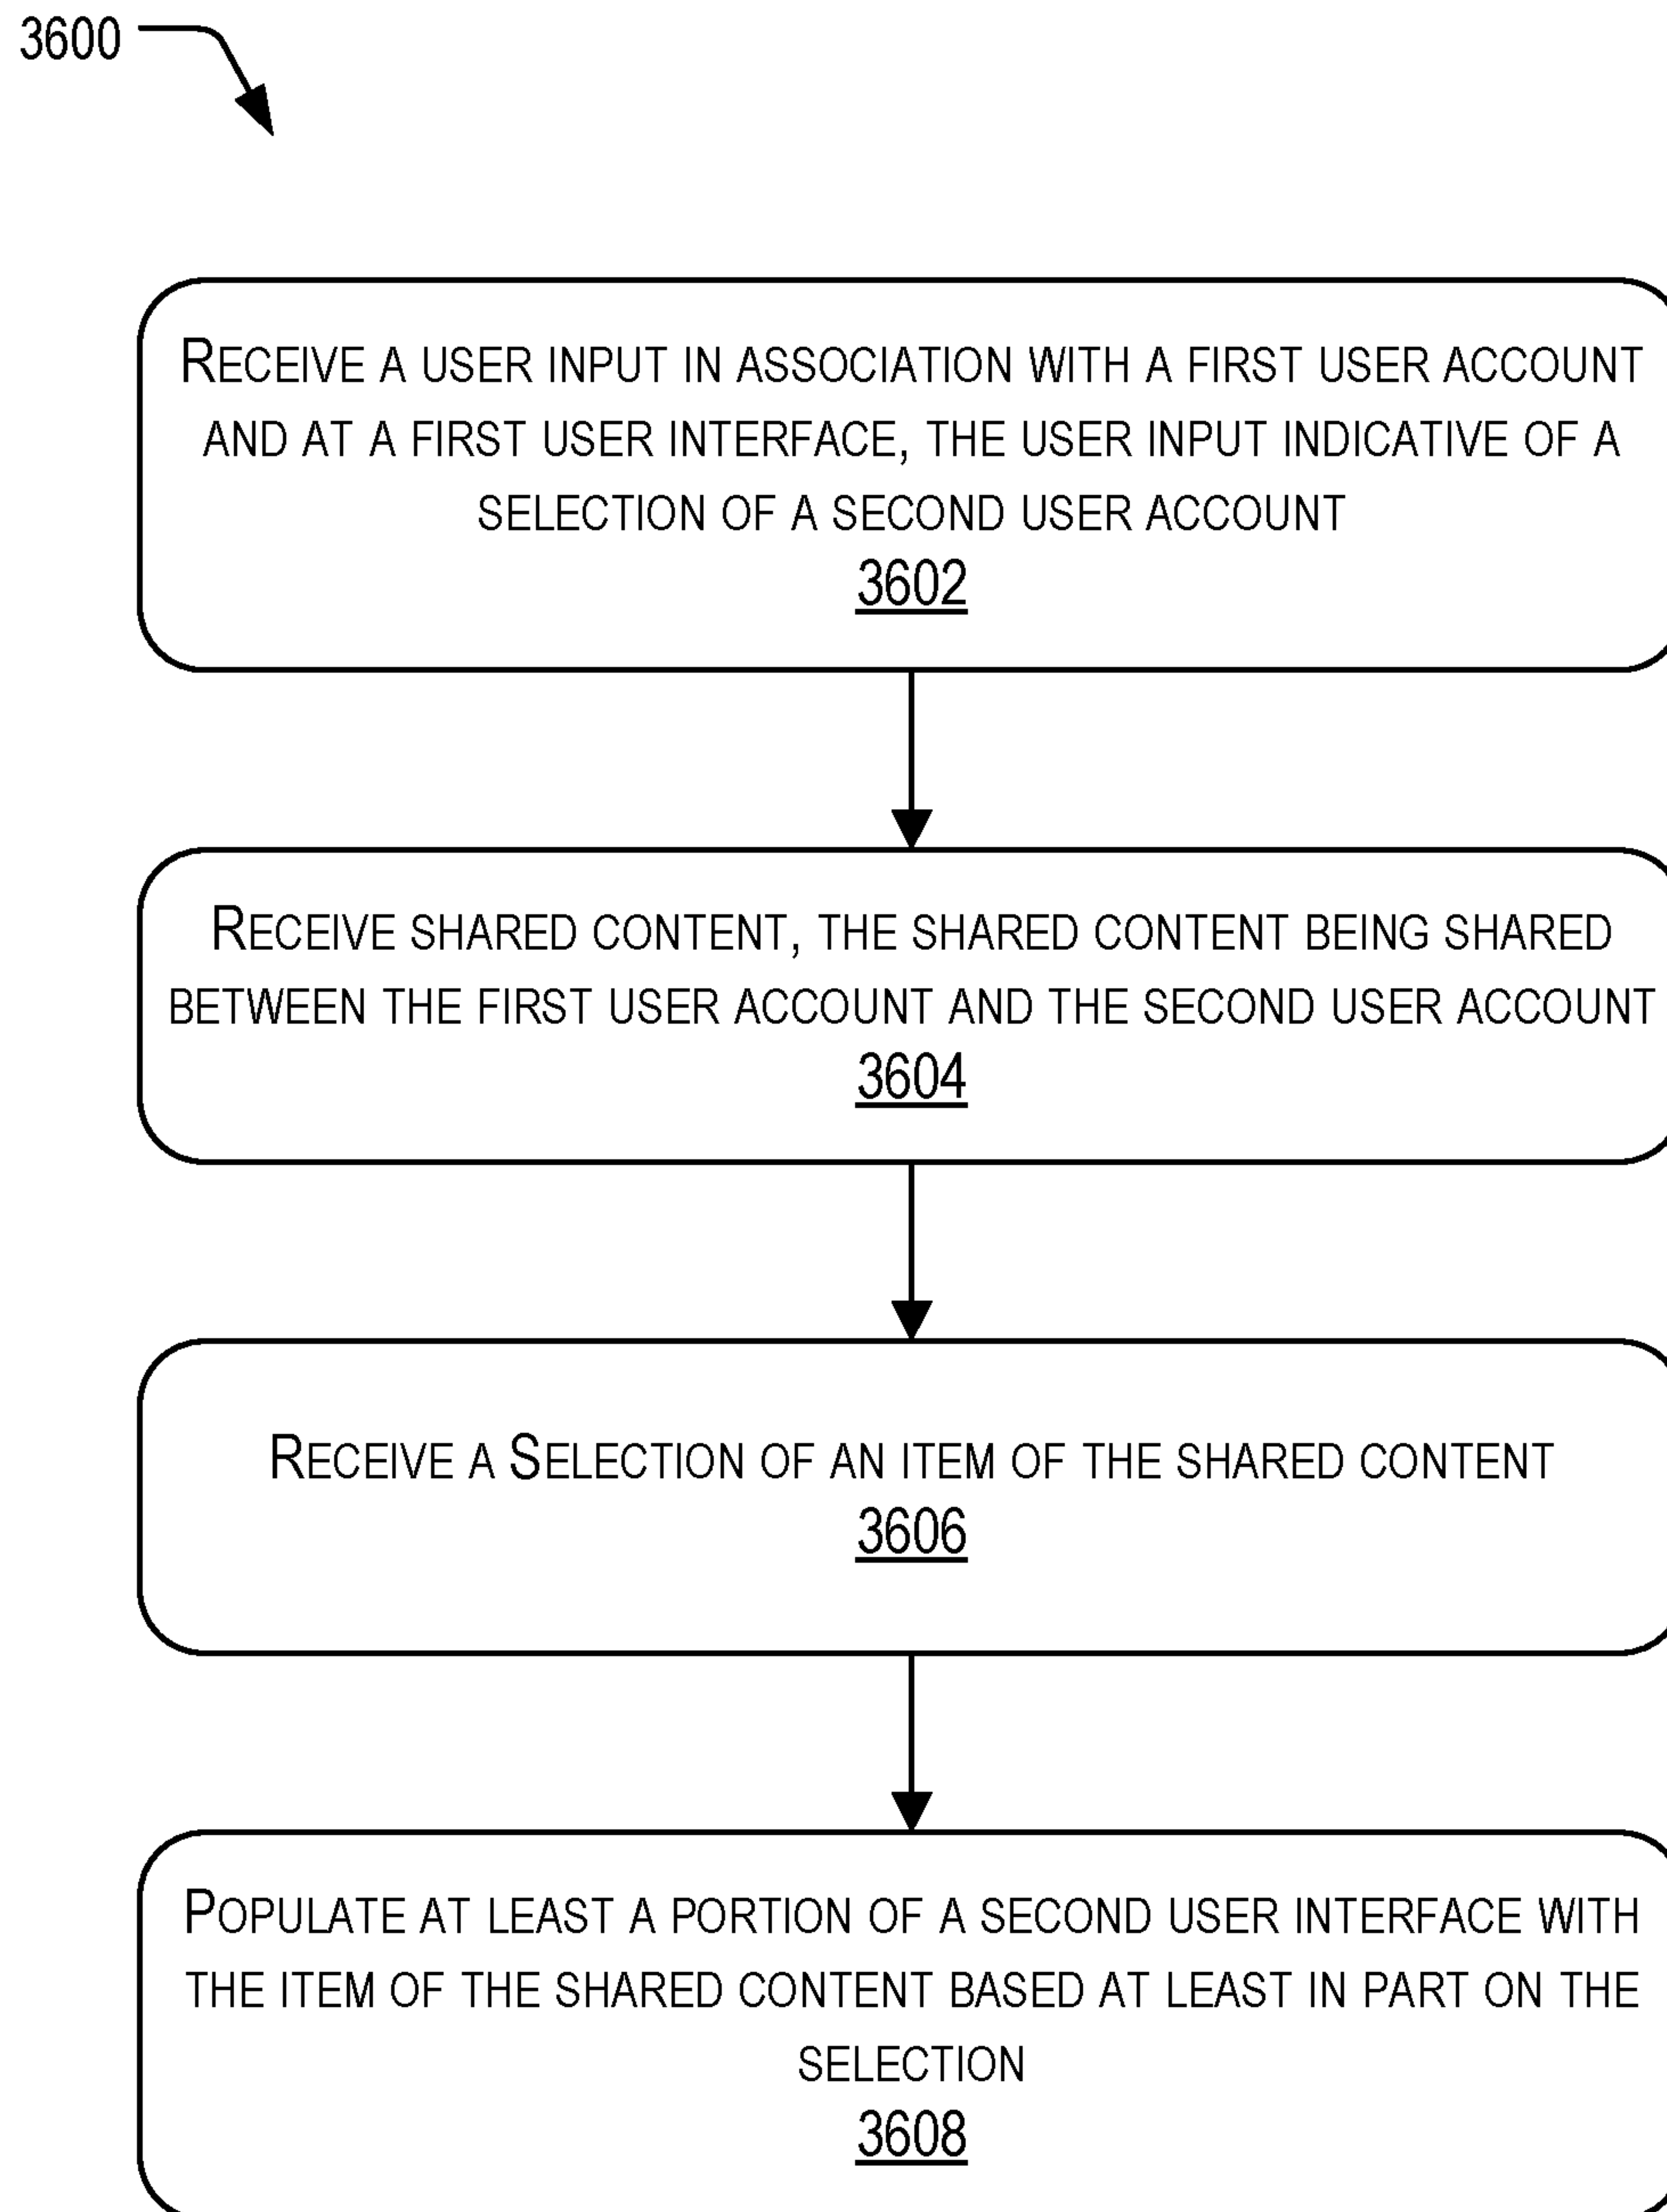 3600
RECEIVE A USER INPUT IN ASSOCIATION WITH A FIRST USER ACCOUNT
AND AT A FIRST USER INTERFACE, THE USER INPUT INDICATIVE OF A
SELECTION OF A SECOND USER ACCOUNT
3602
RECEIVE SHARED CONTENT, THE SHARED CONTENT BEING SHARED
BETWEEN THE FIRST USER ACCOUNT AND THE SECOND USER ACCOUNT
3604
RECEIVE A SELECTION OF AN ITEM OF THE SHARED CONTENT
3606
POPULATE AT LEAST A PORTION OF A SECOND USER INTERFACE WITH
THE ITEM OF THE SHARED CONTENT BASED AT LEAST IN PART ON THE
SELECTION
3608